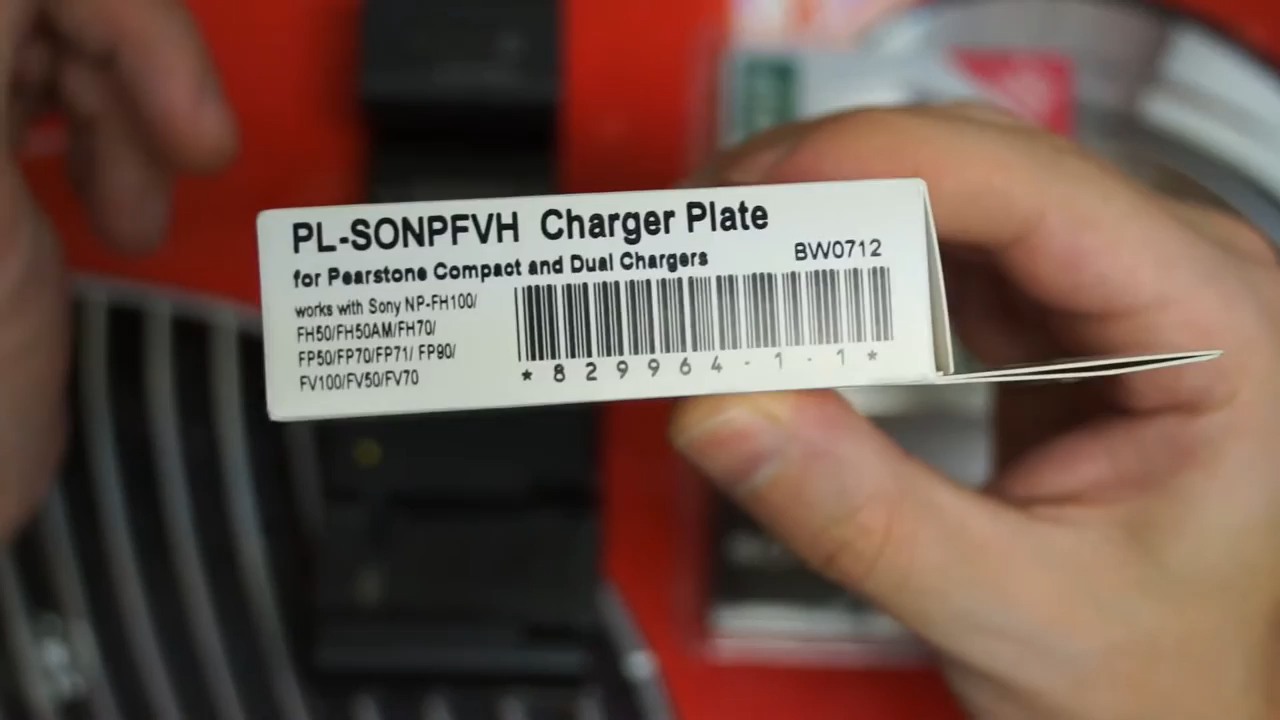 PL-SONPFVH Charger Plate
for Pearstone Compact and Dual Chargers
BW0712
works with Sony NP-FH100/
FH50/FH50AM/FH70/
FP50/FP70/FP71/ FP90/
FV100/FV50/FV70
*829964-1-1*